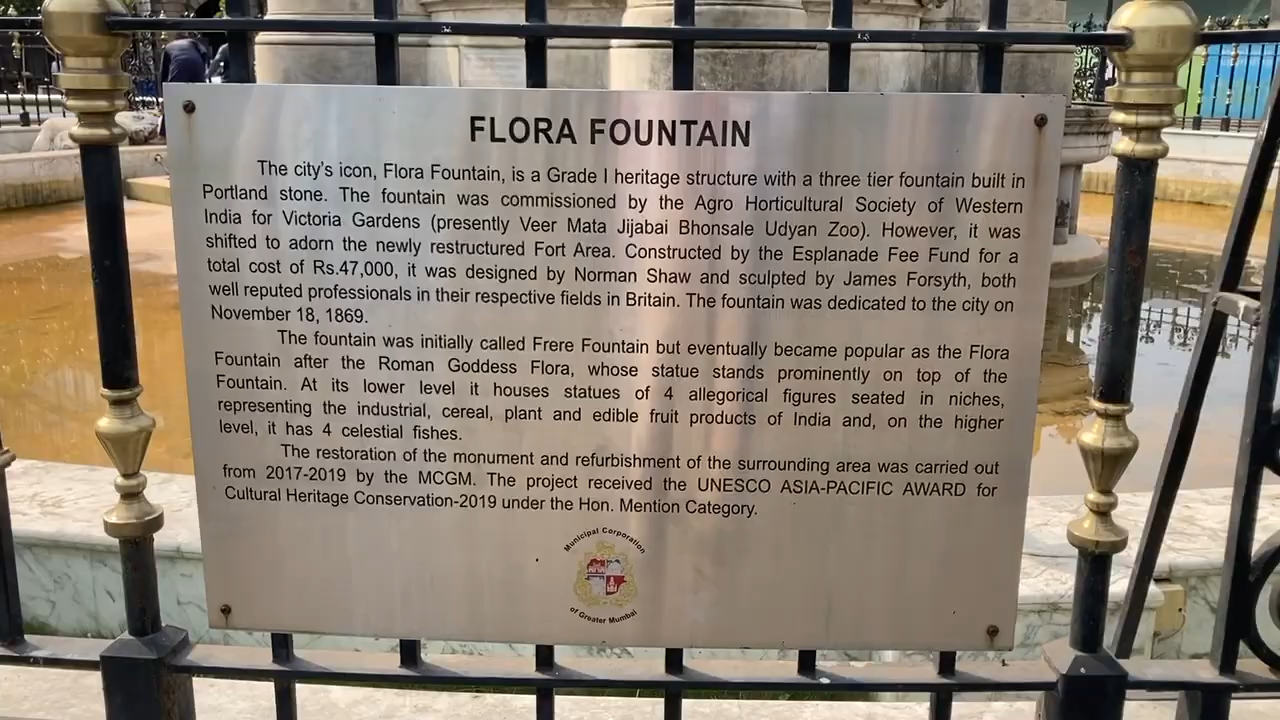 FLORA FOUNTAIN
The city's icon, Flora Fountain, is a Grade I heritage structure with a three tier fountain built in
Portland stone. The fountain was commissioned by the Agro Horticultural Society of Western
India for Victoria Gardens (presently Veer Mata Jijabai Bhonsale Udyan Zoo). However, it was
shifted to adorn the newly restructured Fort Area. Constructed by the Esplanade Fee Fund for a
total cost of Rs.47,000, it was designed by Norman Shaw and sculpted by James Forsyth, both
well reputed professionals in their respective fields in Britain. The fountain was dedicated to the city on
November 18, 1869.
The fountain was initially called Frere Fountain but eventually became popular as the Flora
Fountain after the Roman Goddess Flora, whose statue stands prominently on top of the
Fountain. At its lower level it houses statues of 4 allegorical figures seated in niches,
representing the industrial, cereal, plant and edible fruit products of India and, on the higher
level, it has 4 celestial fishes.
The restoration of the monument and refurbishment of the surrounding area was carried out
from 2017-2019 by the MCGM. The project received the UNESCO ASIA-PACIFIC AWARD for
Cultural Heritage Conservation-2019 under the Hon. Mention Category.
Municipal Corporation
of Greater Mumbai